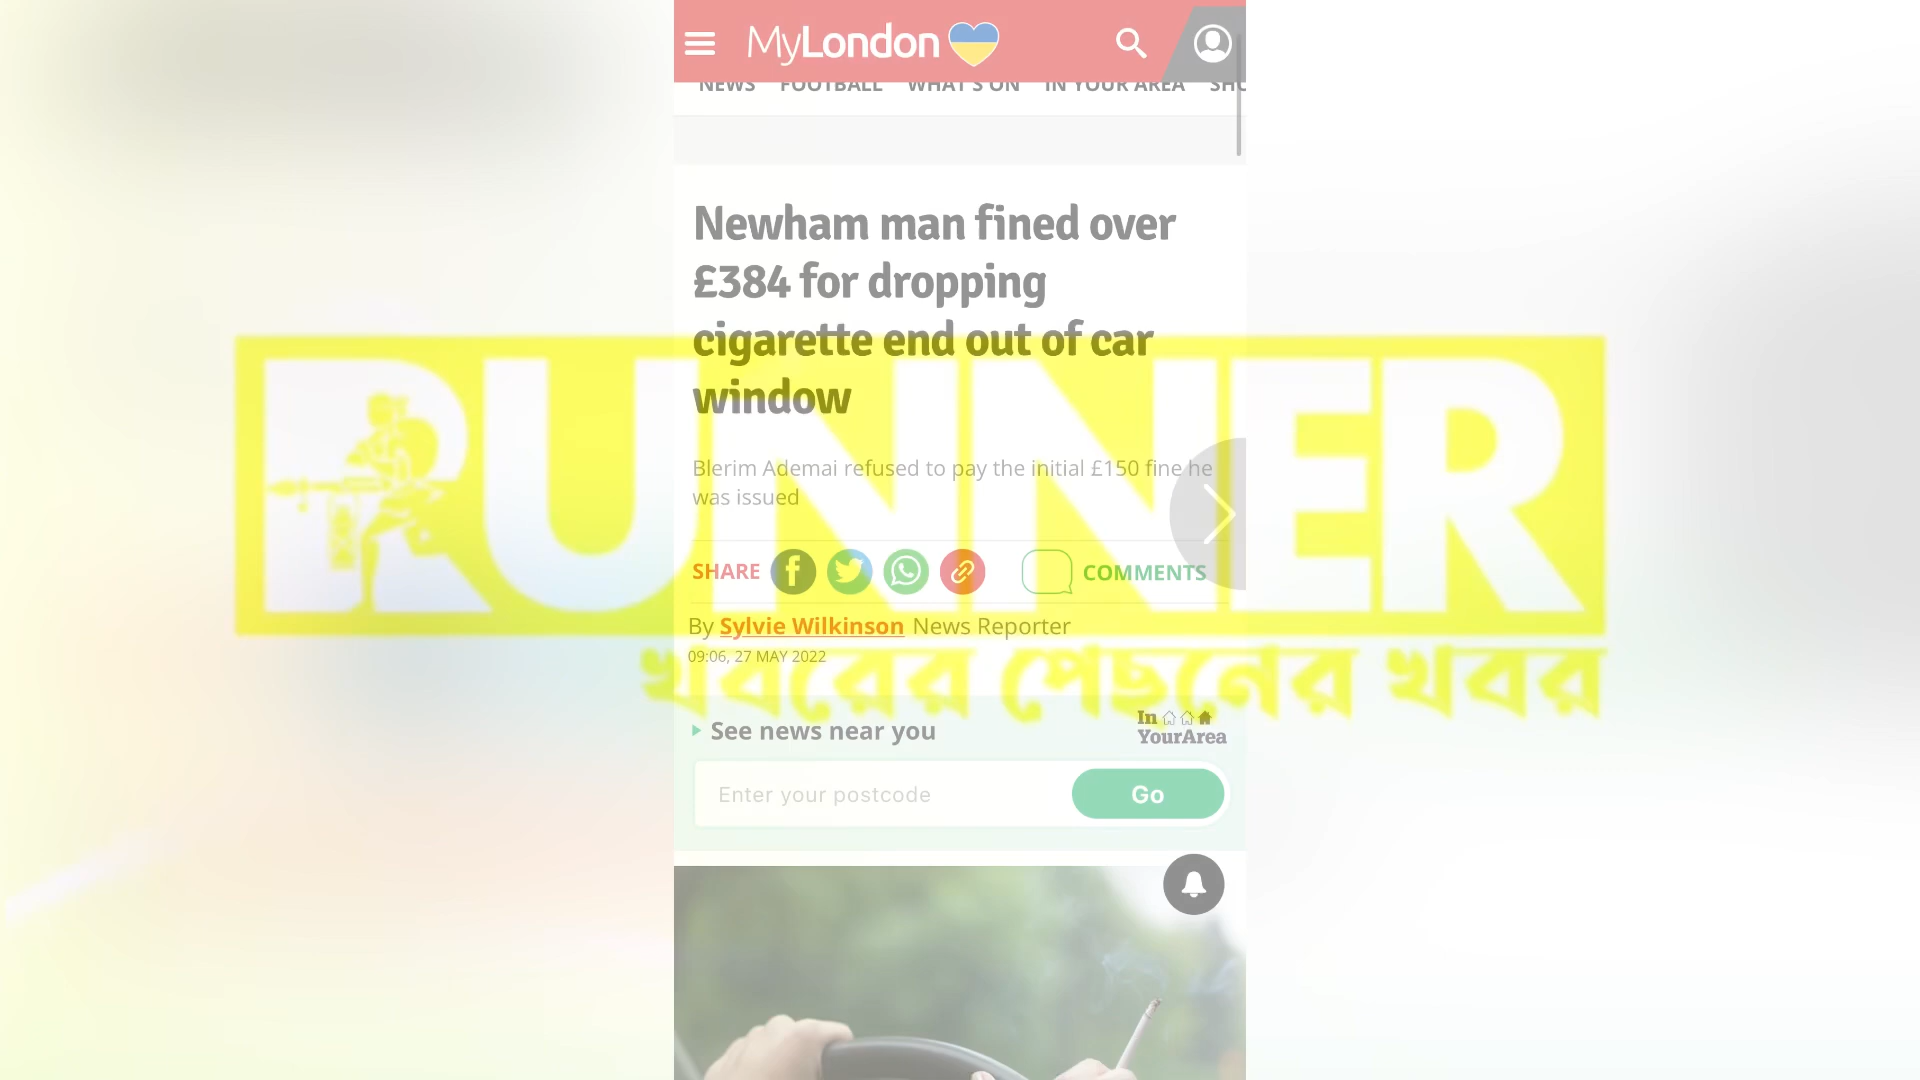 MyLondon
NEWS FOOTBALL WHAT'S ON IN YOUR AREA SHO
Newham man fined over
£384 for dropping
cigarette end out of car
window
Blerim Ademai refused to pay the initial £150 fine he
was issued
RUNNER
SHARE COMMENTS
By Sylvie Wilkinson News Reporter
09:06, 27 MAY 2022
খবরের পেছনের খবর
See news near you
In YourArea
Enter your postcode
Go